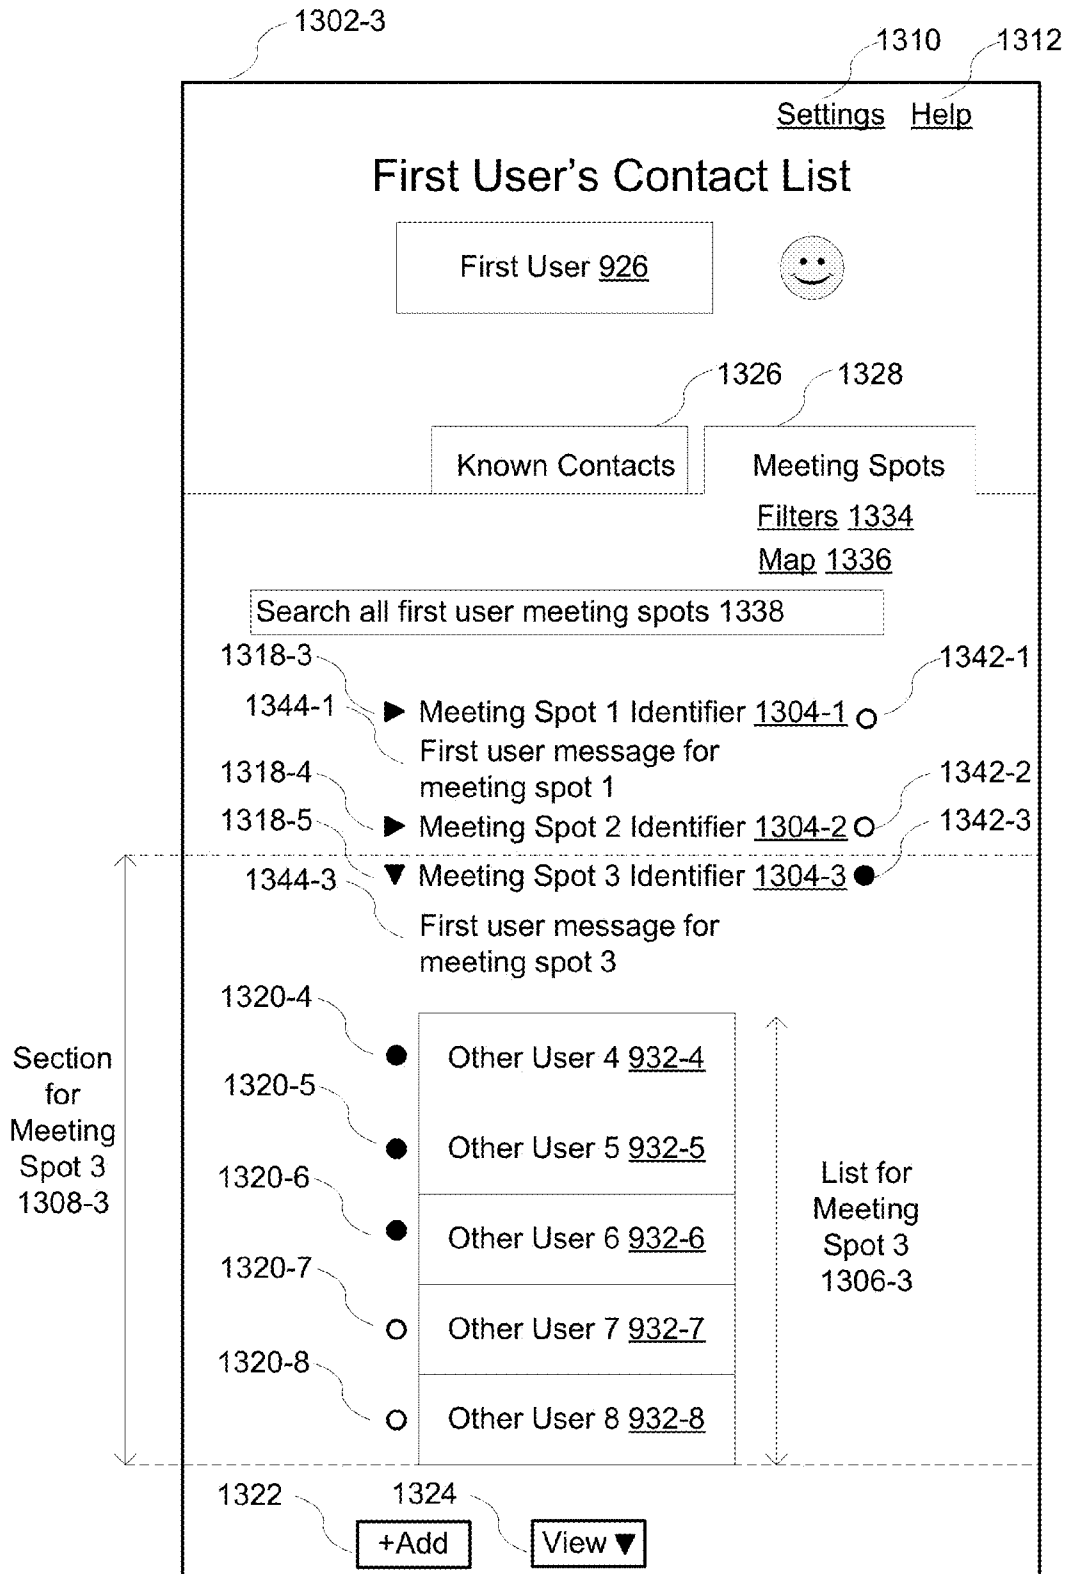 1302-3
1310
1312
Settings Help
First User's Contact List
First User 926
1326
1328
Known Contacts
Meeting Spots
Filters 1334
Map 1336
Search all first user meeting spots 1338
1318-3
1342-1
1344-1
Meeting Spot 1 Identifier 1304-1
First user message for
meeting spot 1
1318-4
1342-2
1318-5
Meeting Spot 2 Identifier 1304-2
1342-3
1344-3
Meeting Spot 3 Identifier 1304-3
First user message for
meeting spot 3
1320-4
Other User 4 932-4
1320-5
Other User 5 932-5
1320-6
Other User 6 932-6
1320-7
Other User 7 932-7
1320-8
Other User 8 932-8
Section
for
Meeting
Spot 3
1308-3
List for
Meeting
Spot 3
1306-3
1322
1324
+Add
View ▼